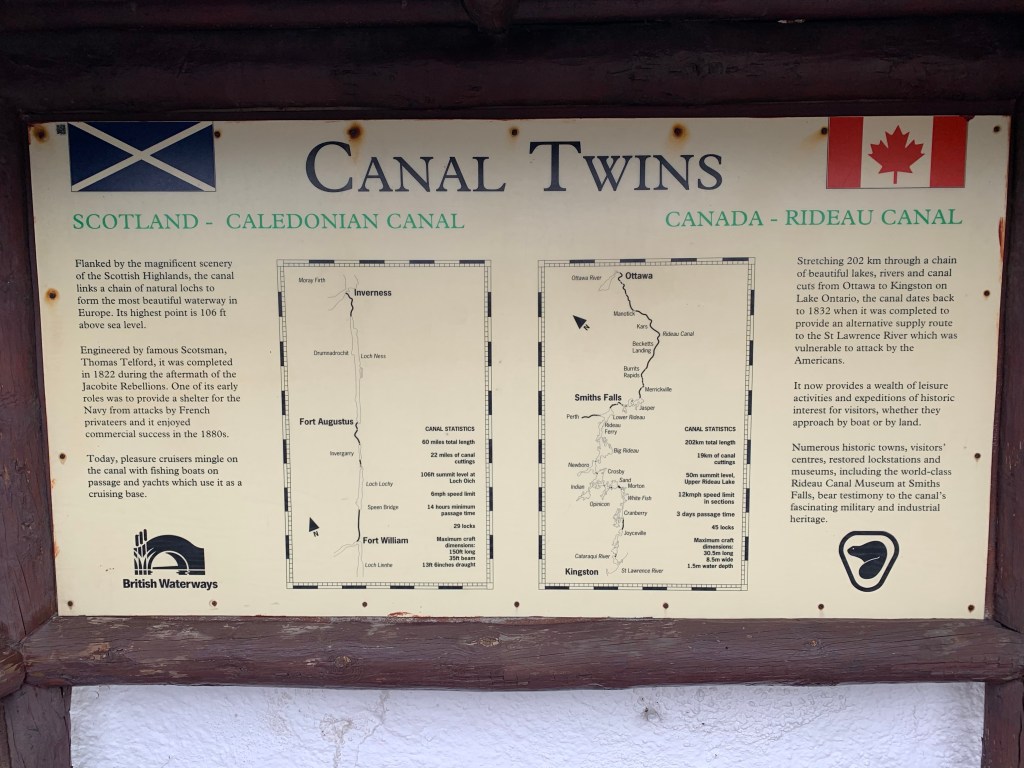 CANAL TWINS
SCOTLAND - CALEDONIAN CANAL
Flanked by the magnificent scenery
of the Scottish Highlands, the canal
links a chain of natural lochs to
form the most beautiful waterway in
Europe. Its highest point is 106 ft
above sea level.
Engineered by famous Scotsman,
Thomas Telford, it was completed
in 1822 during the aftermath of the
Jacobite Rebellions. One of its early
roles was to provide a shelter for the
Navy from attacks by French
privateers and it enjoyed
commercial success in the 1880s.
Today, pleasure cruisers mingle on
the canal with fishing boats on
passage and yachts which use it as a
cruising base.
British Waterways
Moray Firth
Inverness
Drumnadrochit
Loch Ness
Fort Augustus
Invergarry
Loch Lochy
Spean Bridge
N
Fort William
Loch Linnhe
CANAL STATISTICS
60 miles total length
22 miles of canal
cuttings
106ft summit level at
Loch Oich
6mph speed limit
14 hours minimum
passage time
29 locks
Maximum craft
dimensions:
150ft long
35ft beam
13ft 6inches draught
CANADA - RIDEAU CANAL
Ottawa River
Ottawa
N
Manotick
Kars
Rideau Canal
Becketts
Landing
Burrits
Rapids
Merrickville
Smiths Falls
Jasper
Perth
Lower Rideau
Rideau
Ferry
Big Rideau
Newboro
Crosby
Sand
Indian
Morton
White Fish
Opinicon
Cranberry
Joyceville
Cataraqui River
Kingston
St Lawrence River
CANAL STATISTICS
202km total length
19km of canal
cuttings
50m summit level,
Upper Rideau Lake
12kmph speed limit
in sections
3 days passage time
45 locks
Maximum craft
dimensions:
30.5m long
8.5m wide
1.5m water depth
Stretching 202 km through a chain
of beautiful lakes, rivers and canal
cuts from Ottawa to Kingston on
Lake Ontario, the canal dates back
to 1832 when it was completed to
provide an alternative supply route
to the St Lawrence River which was
vulnerable to attack by the
Americans.
It now provides a wealth of leisure
activities and expeditions of historic
interest for visitors, whether they
approach by boat or by land.
Numerous historic towns, visitors'
centres, restored lockstations and
museums, including the world-class
Rideau Canal Museum at Smiths
Falls, bear testimony to the canal's
fascinating military and industrial
heritage.